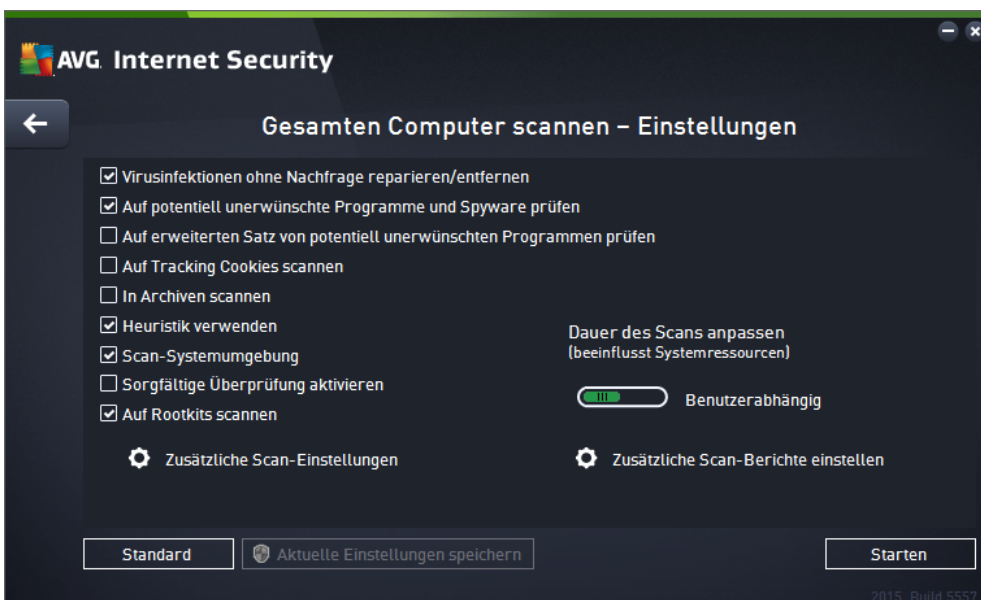 AVG Internet Security
Gesamten Computer scannen – Einstellungen
Virusinfektionen ohne Nachfrage reparieren/entfernen
Auf potentiell unerwünschte Programme und Spyware prüfen
Auf erweiterten Satz von potentiell unerwünschten Programmen prüfen
Auf Tracking Cookies scannen
In Archiven scannen
Heuristik verwenden
Scan-Systemumgebung
Sorgfältige Überprüfung aktivieren
Auf Rootkits scannen
Dauer des Scans anpassen
(beeinflusst Systemressourcen)
Benutzerabhängig
Zusätzliche Scan-Einstellungen
Zusätzliche Scan-Berichte einstellen
Standard
Aktuelle Einstellungen speichern
Starten
2015 Build 5557